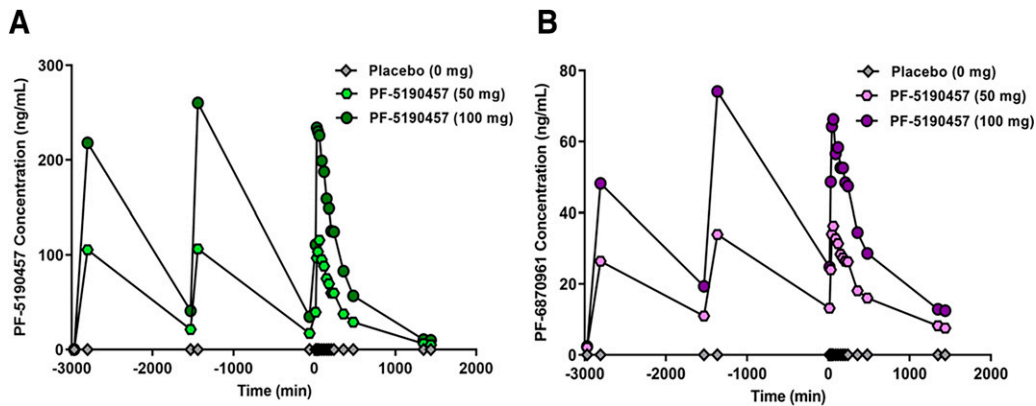 A
PF-5190457 Concentration (ng/mL)
300
200
100
0
-3000
-2000
-1000
0
1000
2000
Time (min)
Placebo (0 mg)
PF-5190457 (50 mg)
PF-5190457 (100 mg)
B
PF-6870961 Concentration (ng/mL)
80
60
40
20
0
-3000
-2000
-1000
0
1000
2000
Time (min)
Placebo (0 mg)
PF-5190457 (50 mg)
PF-5190457 (100 mg)